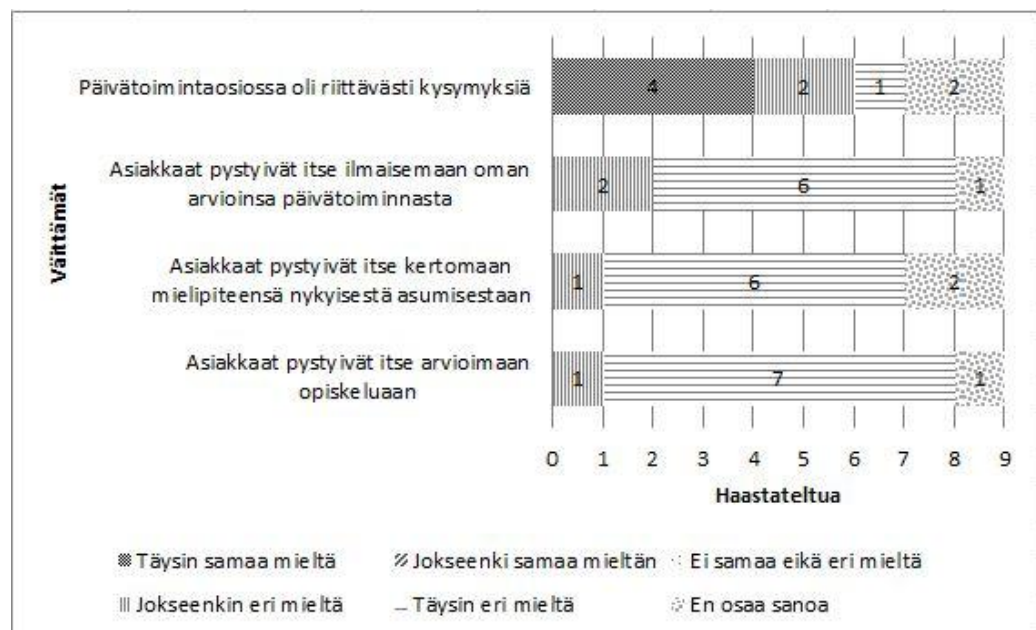 Väittämät
Päivätoimintaosiossa oli riittävästi kysymyksiä
4 2 1 2
Asiakkaat pystyivät itse ilmaisemaan oman
arvioinsa päivätoiminnasta
2 6 1
Asiakkaat pystyivät itse kertomaan
mielipiteensä nykyisestä asumisestaan
1 6 2
Asiakkaat pystyivät itse arvioimaan
opiskeluaan
1 7 1
0 1 2 3 4 5 6 7 8 9
Haastateltua
Täysin samaa mieltä Jokseenki samaa mieltän Ei samaa eikä eri mieltä
Jokseenkin eri mieltä Täysin eri mieltä En osaa sanoa